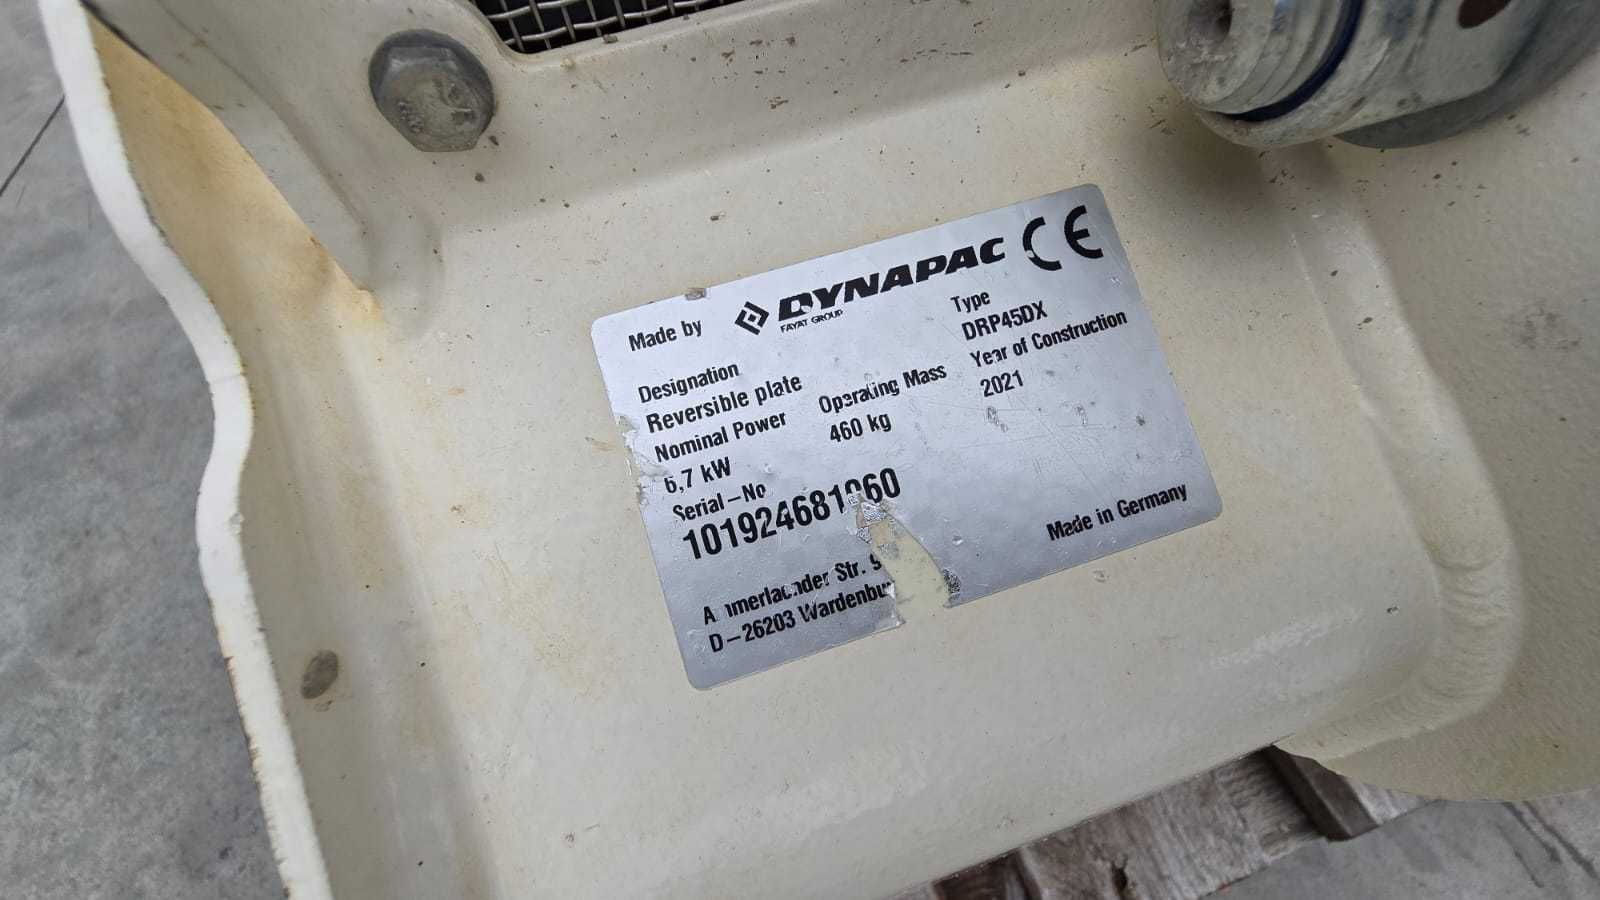 Made by DYNAPAC CE
FAYAT GROUP
Designation
Reversible plate
Type
DRP45DX
Nominal Power
6,7 kW
Operating Mass
460 kg
Year of Construction
2021
Serial-No
Made in Germany
Str.
D-26203